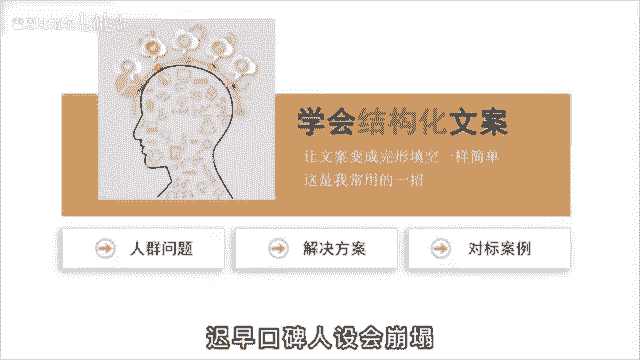 学会结构化文案
让文案变成完形填空一样简单
这是我常用的一招
人群问题
解决方案
对标案例
迟早口碑人设会崩塌